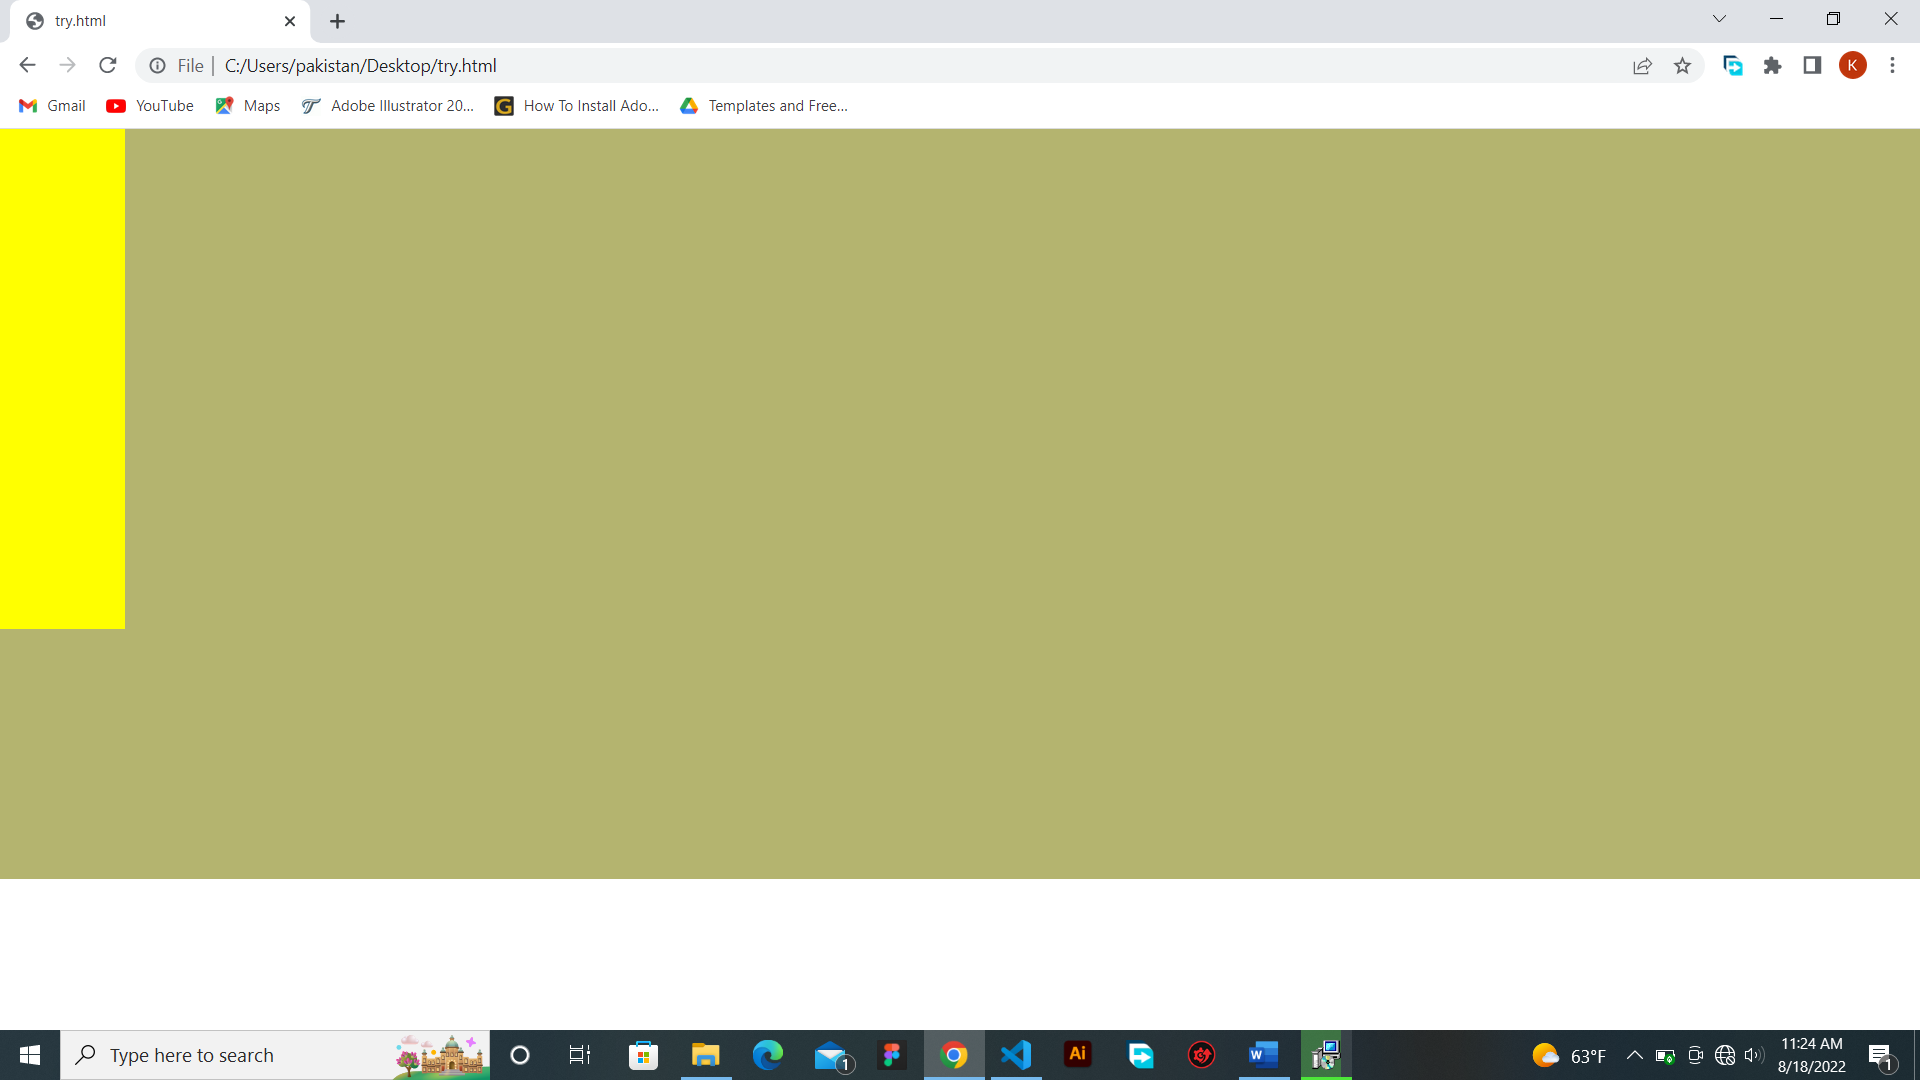 try.html
File | C:/Users/pakistan/Desktop/try.html
K
Gmail YouTube Maps Adobe Illustrator 20... How To Install Ado... Templates and Free...
Type here to search
1
Ai
W
63°F
11:24 AM
8/18/2022
1